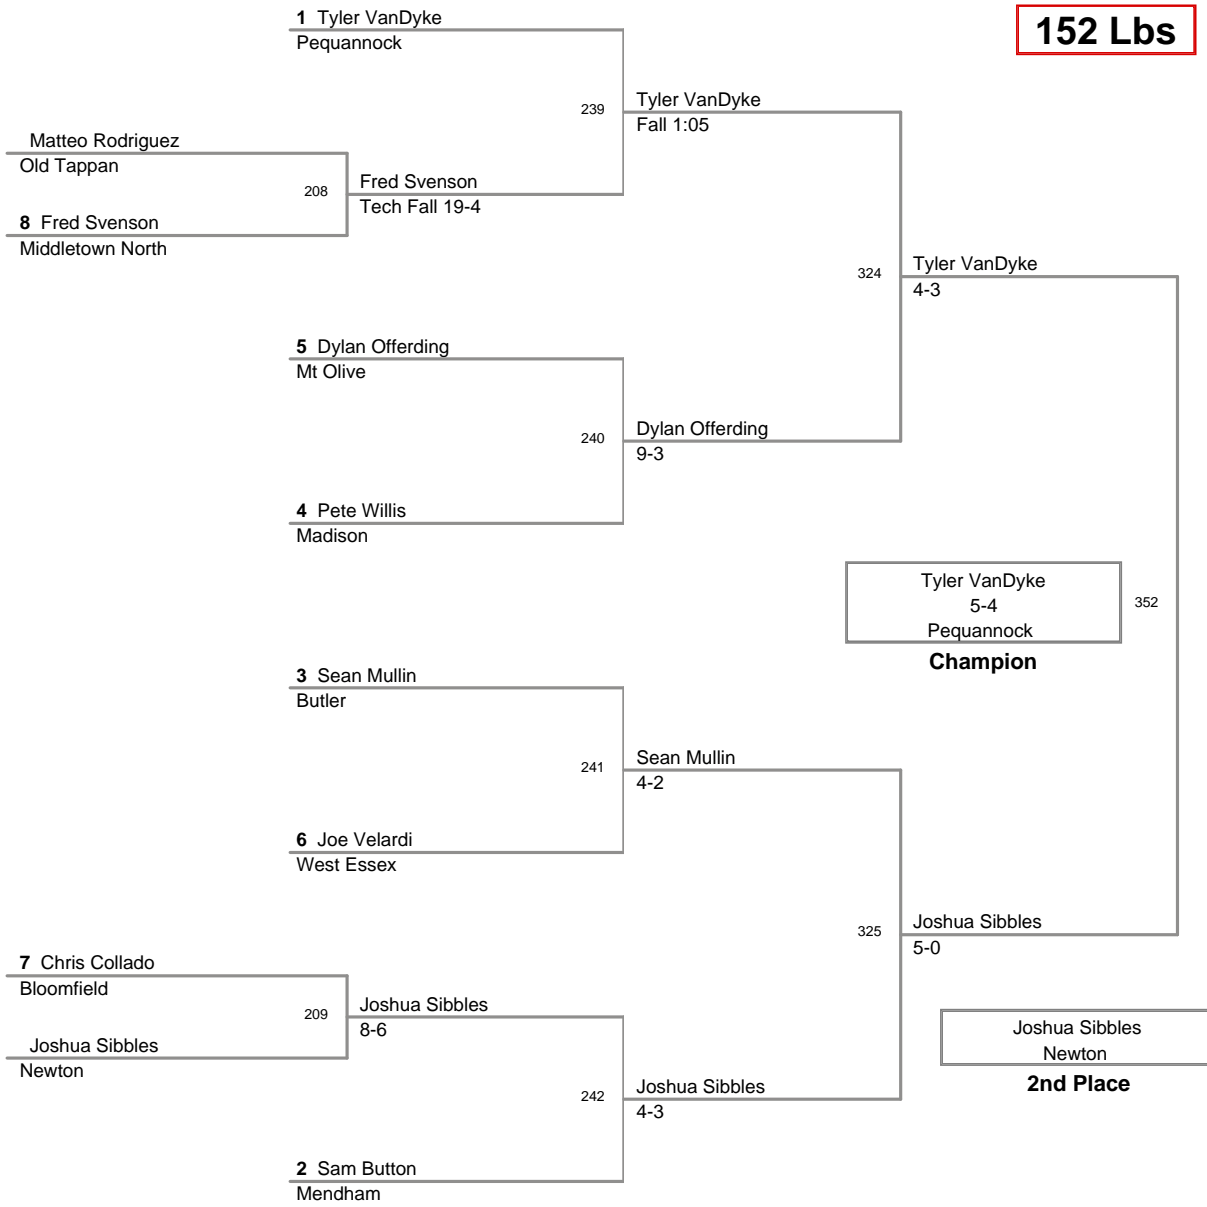 1 Tyler VanDyke
Pequannock
152 Lbs
239
Tyler VanDyke
Fall 1:05
Matteo Rodriguez
Old Tappan
208
Fred Svenson
Tech Fall 19-4
8 Fred Svenson
Middletown North
324
Tyler VanDyke
4-3
5 Dylan Offerding
Mt Olive
240
Dylan Offerding
9-3
4 Pete Willis
Madison
Tyler VanDyke
5-4
Pequannock
352
Champion
3 Sean Mullin
Butler
241
Sean Mullin
4-2
6 Joe Velardi
West Essex
325
Joshua Sibbles
5-0
7 Chris Collado
Bloomfield
209
Joshua Sibbles
8-6
Joshua Sibbles
Newton
Joshua Sibbles
Newton
2nd Place
242
Joshua Sibbles
4-3
2 Sam Button
Mendham